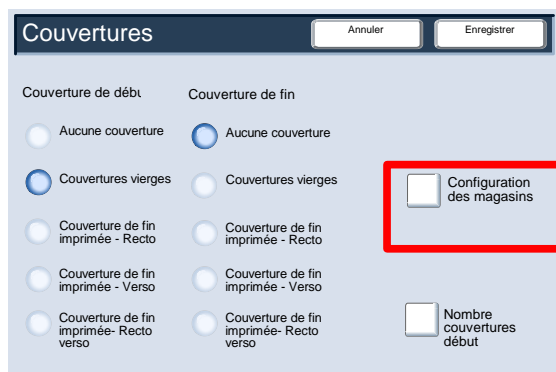 Couvertures
Annuler
Enregistrer
Couverture de débu
Couverture de fin
Aucune couverture
Aucune couverture
Couvertures vierges
Couvertures vierges
Configuration
des magasins
Couverture de fin
imprimée - Recto
Couverture de fin
imprimée - Recto
Couverture de fin
imprimée - Verso
Couverture de fin
imprimée - Verso
Couverture de fin
imprimée- Recto
verso
Couverture de fin
imprimée- Recto
verso
Nombre
couvertures
début